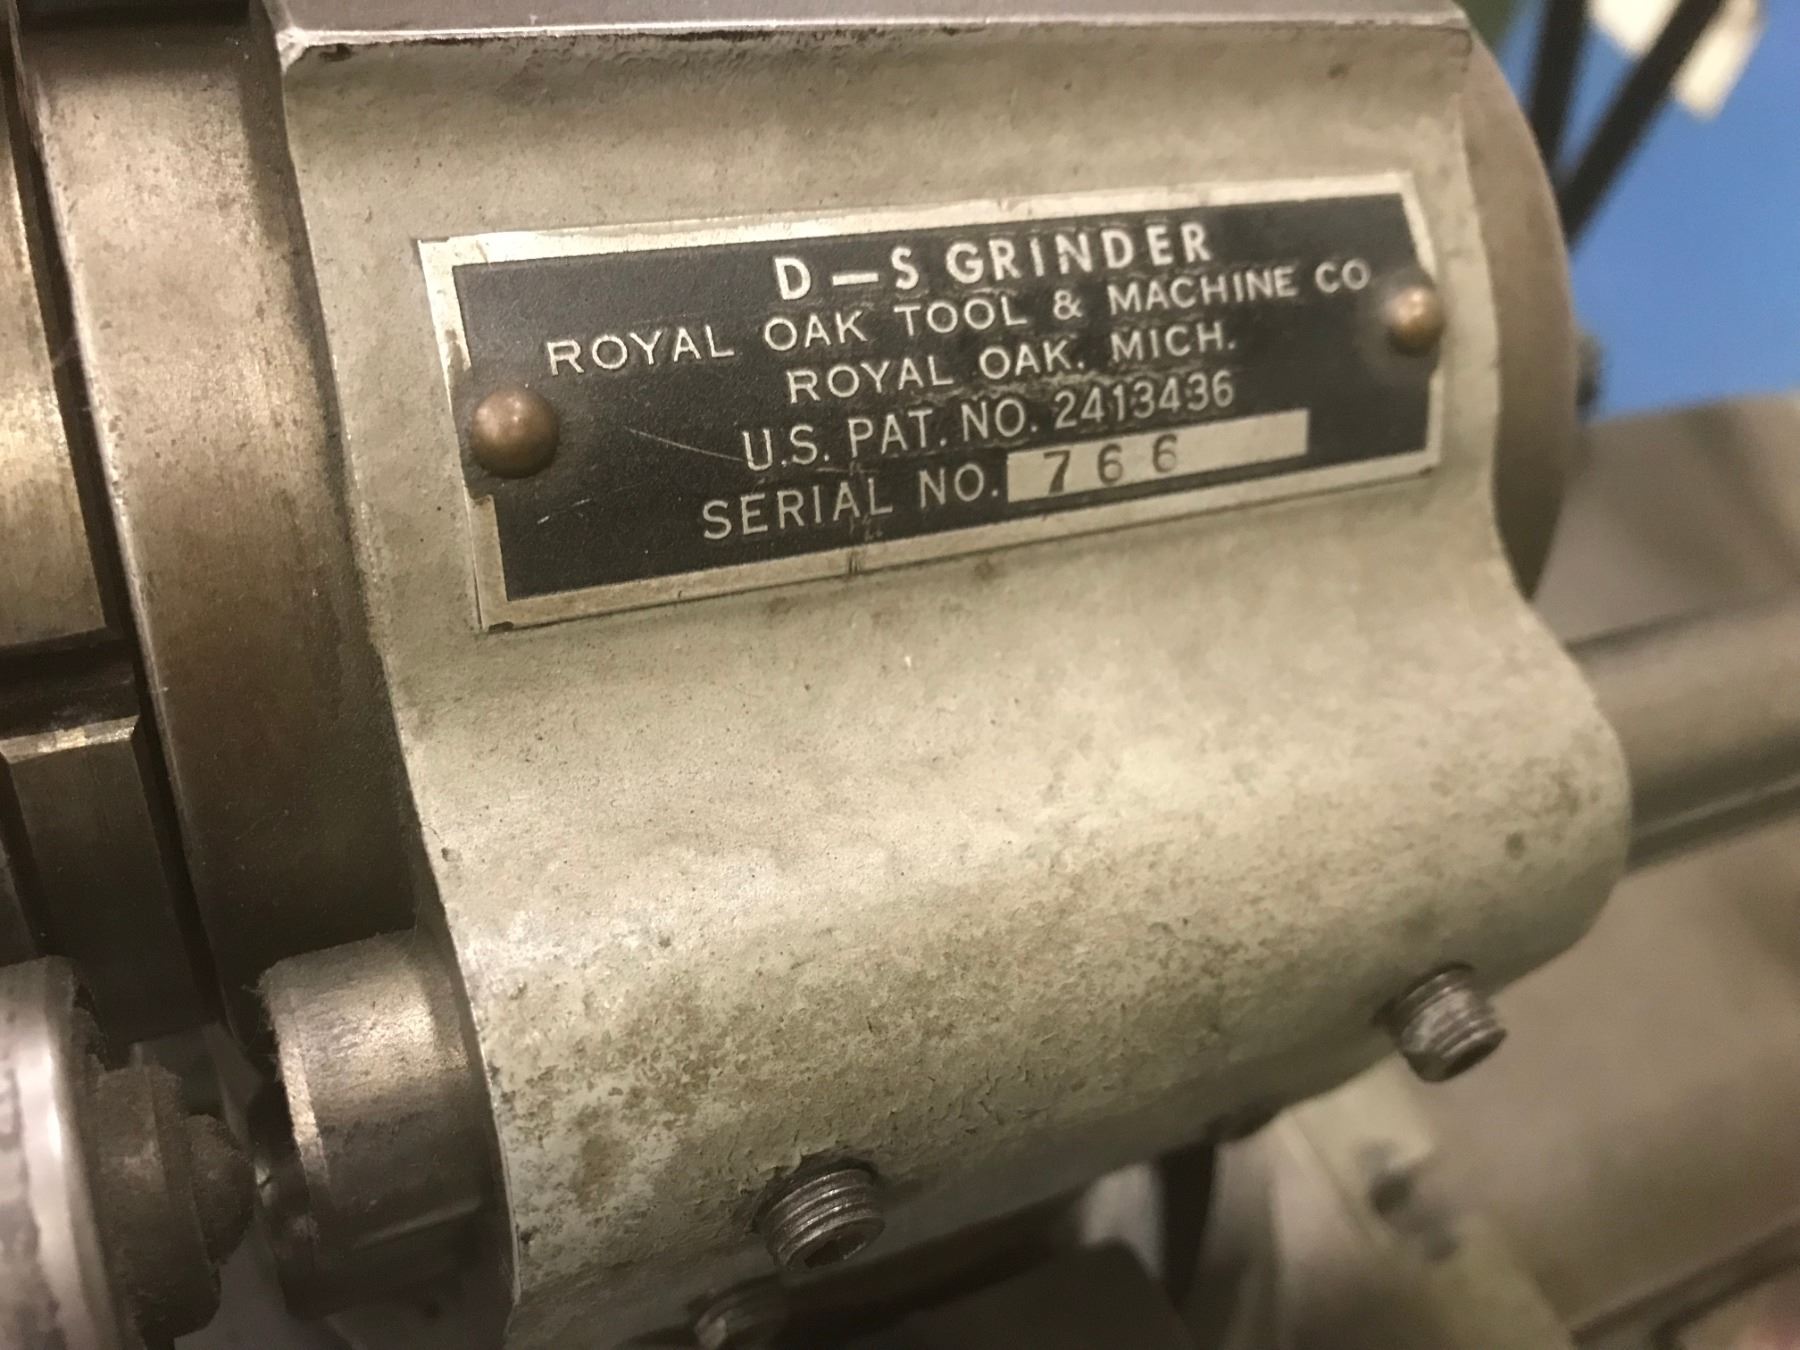 D — S GRINDER
ROYAL OAK TOOL & MACHINE CO
ROYAL OAK. MICH.
U.S. PAT. NO. 2413436
SERIAL NO. 766